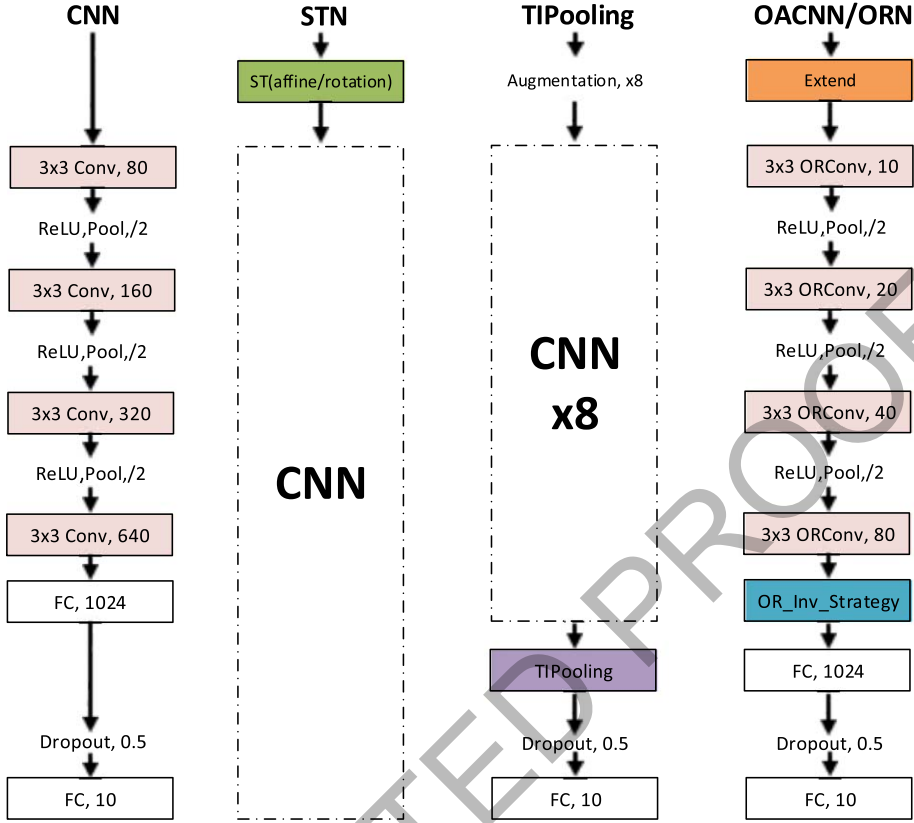 CNN
3x3 Conv, 80
ReLU,Pool,/2
3x3 Conv, 160
ReLU,Pool,/2
3x3 Conv, 320
ReLU,Pool,/2
3x3 Conv, 640
FC, 1024
Dropout, 0.5
FC, 10
STN
ST(affine/rotation)
CNN
TIPooling
Augmentation, x8
CNN
x8
TIPooling
Dropout, 0.5
FC, 10
OACNN/ORN
Extend
3x3 ORConv, 10
ReLU,Pool,/2
3x3 ORConv, 20
ReLU,Pool,/2
3x3 ORConv, 40
ReLU,Pool,/2
3x3 ORConv, 80
OR_Inv_Strategy
FC, 1024
Dropout, 0.5
FC, 10
TED PROOF